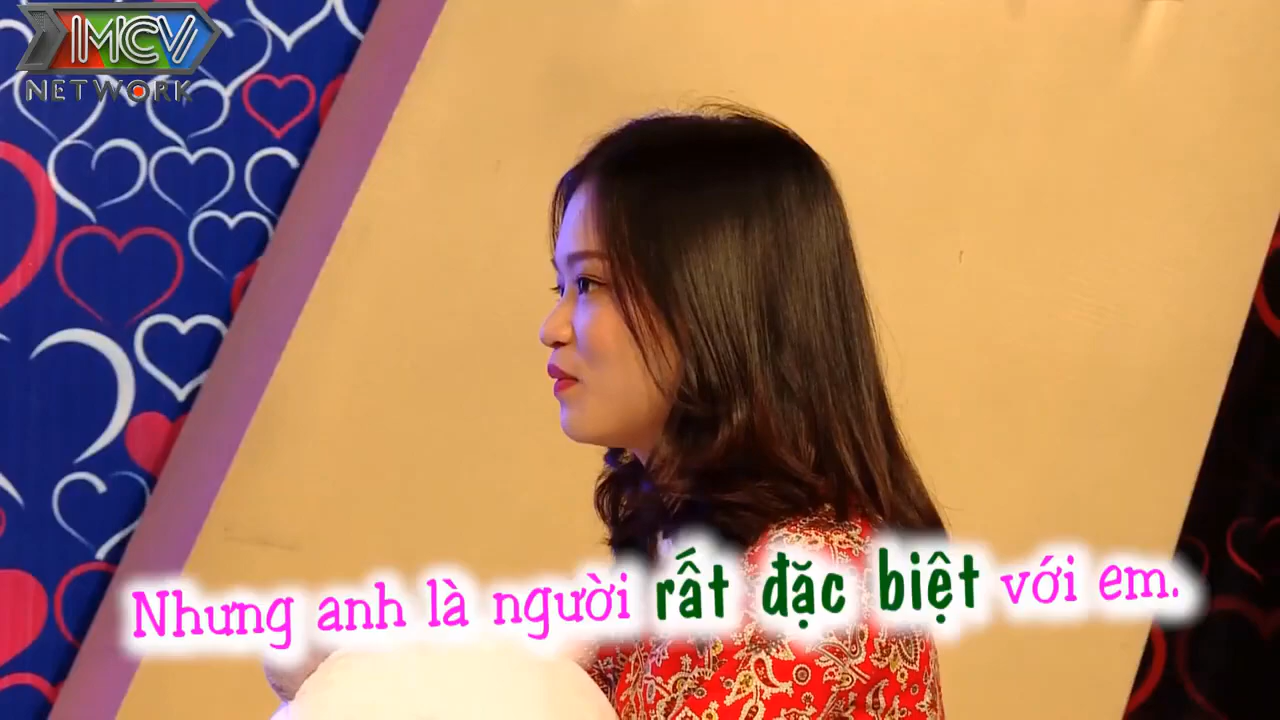 MCV
NETWORK
Nhưng anh là người rất đặc biệt với em.